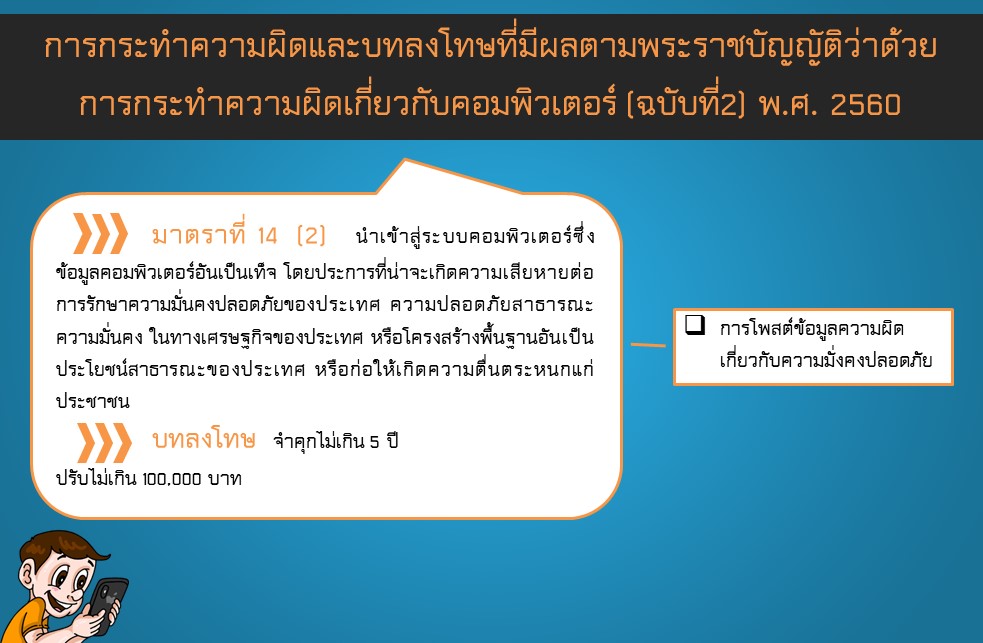 การกระทำความผิดและบทลงโทษที่มีผลตามพระราชบัญญัติว่าด้วย
การกระทำความผิดเกี่ยวกับคอมพิวเตอร์ (ฉบับที่2) พ.ศ. 2560
มาตราที่ 14 (2) นำเข้าสู่ระบบคอมพิวเตอร์ซึ่ง
ข้อมูลคอมพิวเตอร์อันเป็นเท็จ โดยประการที่น่าจะเกิดความเสียหายต่อ
การรักษาความมั่นคงปลอดภัยของประเทศ ความปลอดภัยสาธารณะ
ความมั่นคง ในทางเศรษฐกิจของประเทศ หรือโครงสร้างพื้นฐานอันเป็น
ประโยชน์สาธารณะของประเทศ หรือก่อให้เกิดความตื่นตระหนกแก่
ประชาชน
บทลงโทษ จำคุกไม่เกิน 5 ปี
ปรับไม่เกิน 100,000 บาท
การโพสต์ข้อมูลความผิด
เกี่ยวกับความมั่งคงปลอดภัย